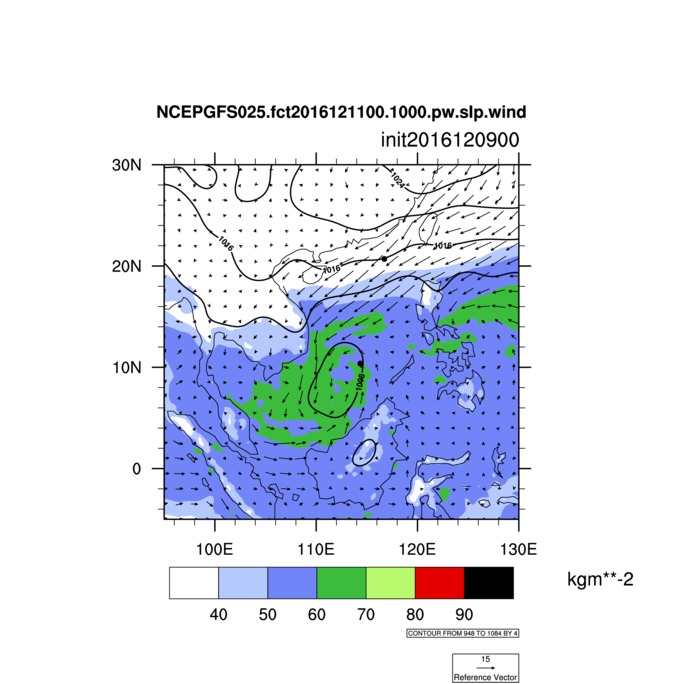 NCEPGFS025.fct2016121100.1000.pw.slp.wind
init2016120900
30N
1024
1016
1016
20N
1016
10N
1008
0
100E 110E 120E 130E
kgm**-2
40 50 60 70 80 90
CONTOUR FROM 948 TO 1084 BY 4
15
Reference Vector